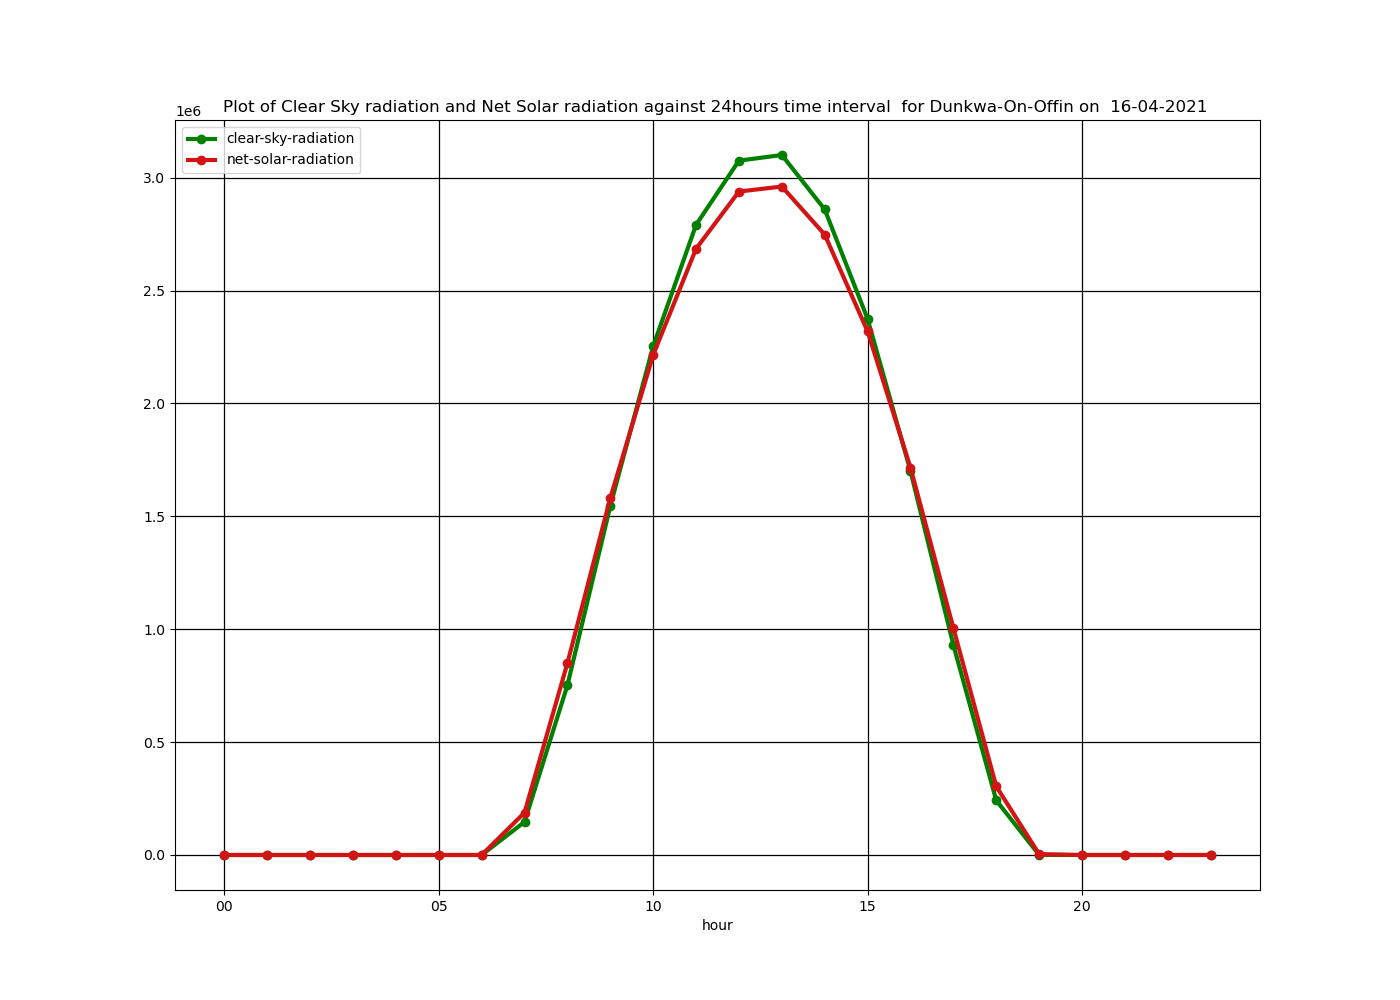 Plot of Clear Sky radiation and Net Solar radiation against 24hours time interval  for Dunkwa-On-Offin on  16-04-2021
1e6
clear-sky-radiation
net-solar-radiation
3.0
2.5
2.0
1.5
1.0
0.5
0.0
00 05 10 15 20
hour